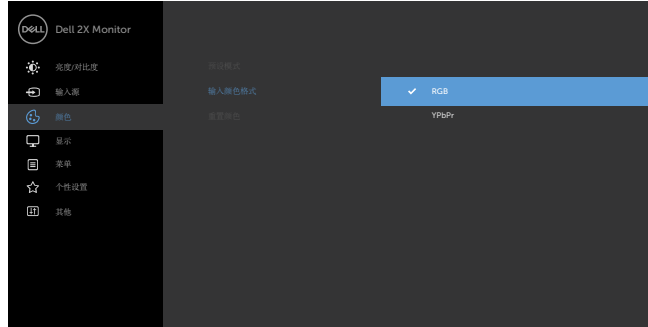 DELL
Dell 2X Monitor
亮度/对比度
输入源
颜色
显示
菜单
个性设置
其他
预设模式
输入颜色格式
重置颜色
RGB
YPbPr